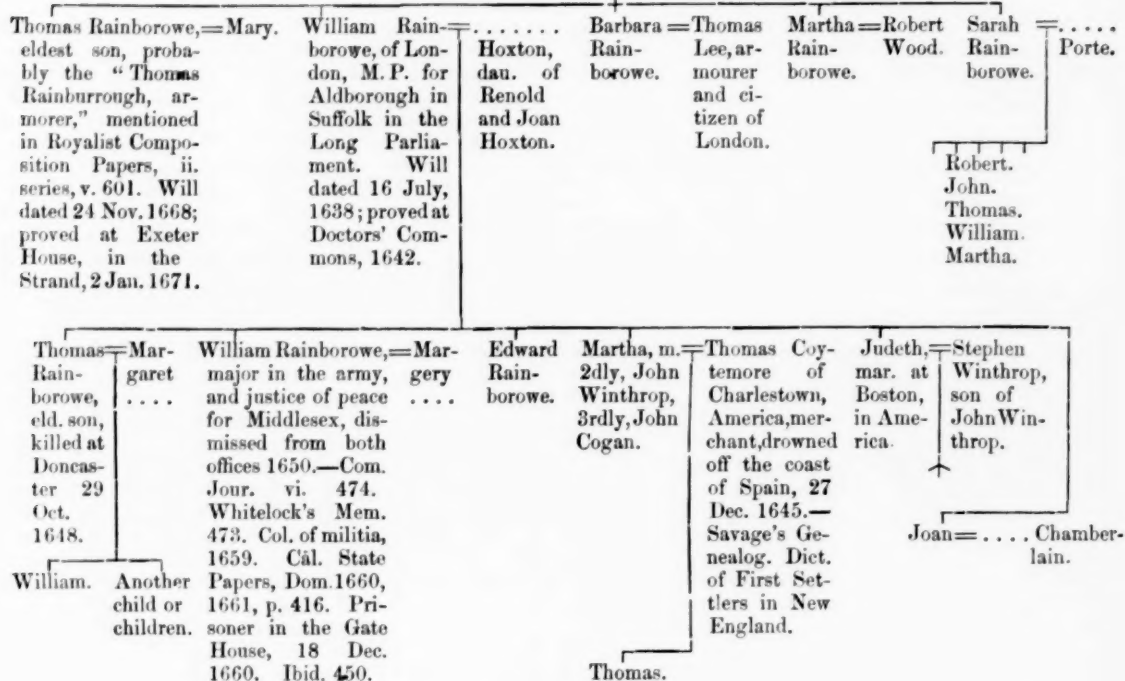 Thomas Rainborowe,=Mary.
eldest son, proba-
bly the "Thomas
Rainburrough, ar-
morer," mentioned
in Royalist Compo-
sition Papers, ii.
series, v. 601. Will
dated 24 Nov. 1668;
proved at Exeter
House, in the
Strand, 2 Jan. 1671.
William Rain-=.......
borowe, of Lon-
don, M.P. for
Aldborough in
Suffolk in the
Long Parlia-
ment. Will
dated 16 July,
1638; proved at
Doctors' Com-
mons, 1642.
Hoxton,
dau. of
Renold
and Joan
Hoxton.
Barbara=Thomas
Rain-
borowe.
Lee, ar-
mourer
and ci-
tizen of
London.
Martha=Robert
Rain-
borowe.
Wood.
Sarah=.....
Rain-
borowe.
Porte.
Robert.
John.
Thomas.
William.
Martha.
Thomas=Mar-
Rain-
borowe,
eld. son,
killed at
Doncas-
ter 29
Oct.
1648.
garet
....
William.
Another
child or
children.
William Rainborowe,=Mar-
major in the army,
and justice of peace
for Middlesex, dis-
missed from both
offices 1650.—Com.
Jour. vi. 474.
Whitelock's Mem.
473. Col. of militia,
1659. Cal. State
Papers, Dom. 1660,
1661, p. 416. Pri-
soner in the Gate
House, 18 Dec.
1660. Ibid. 450.
gery
....
Edward
Rain-
borowe.
Martha, m.=Thomas Coy-
2dly, John
Winthrop,
3rdly, John
Cogan.
temore of
Charlestown,
America, mer-
chant, drowned
off the coast
of Spain, 27
Dec. 1645.—
Savage's Ge-
nealog. Dict.
of First Set-
tlers in New
England.
Thomas.
Judeth,=Stephen
mar. at
Boston,
in Ame-
rica.
Winthrop,
son of
John Win-
throp.
Joan=.... Chamber-
lain.